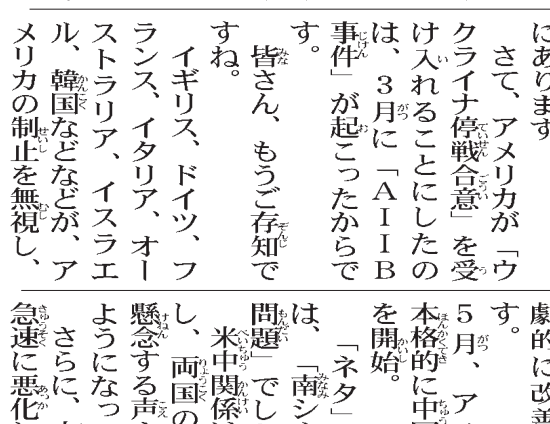 にあります
さて、アメリカが「ウ
クライナ停戦合意」を受
け入れることにしたの
は、３月に「ＡＩＩＢ
事件」が起こったからで
す。
皆さん、もうご存知で
すね。
イギリス、ドイツ、フ
ランス、イタリア、オー
ストラリア、イスラエ
ル、韓国などなどが、ア
メリカの制止を無視し、
劇的に改善
す。
５月、ア
本格的に中
を開始。
「ネタ」
は、「南シ
問題」でし
米中関係
し、両国の
懸念する声
ようになっ
さらに、
急速に悪化